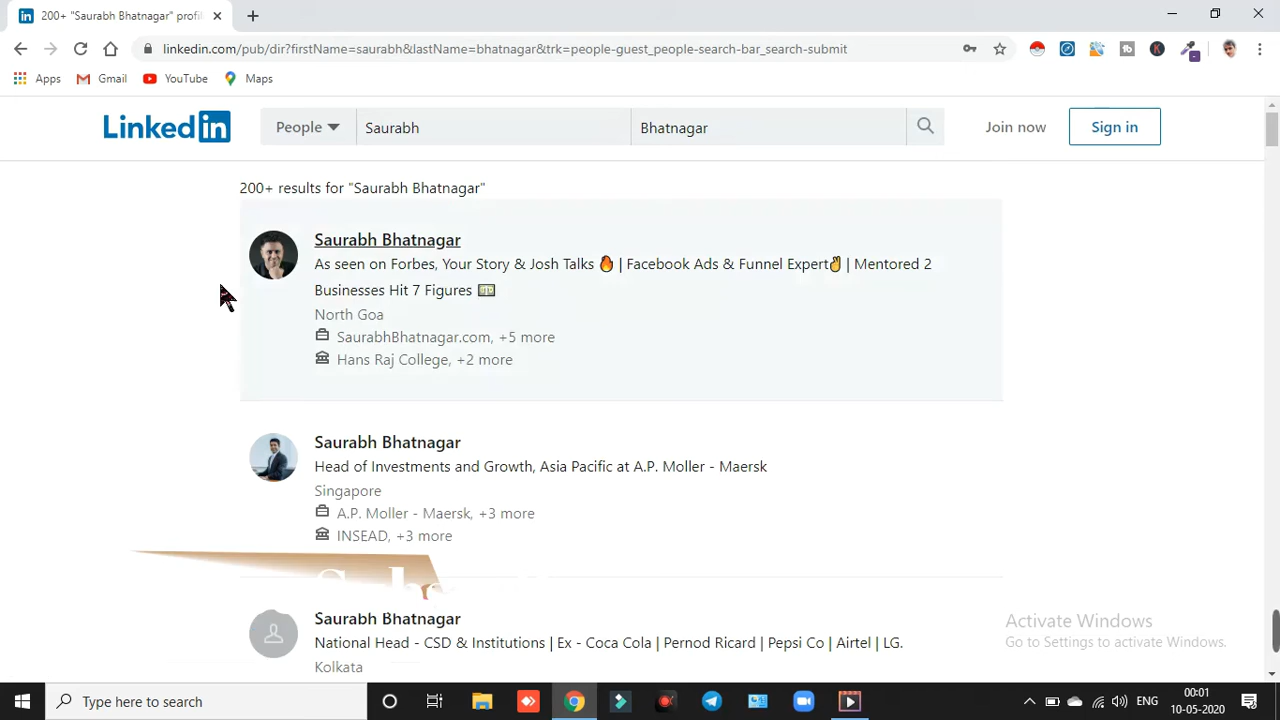 200+ "Saurabh Bhatnagar" profi
linkedin.com/pub/dir?firstName=saurabh&lastName=bhatnagar&trk=people-guest_people-search-bar_search-submit
Apps
Gmail
YouTube
Maps
Linked in
People
Saurabh
Bhatnagar
Join now
Sign in
200+ results for "Saurabh Bhatnagar"
Saurabh Bhatnagar
As seen on Forbes, Your Story & Josh Talks 🔥 | Facebook Ads & Funnel Expert✌ | Mentored 2
Businesses Hit 7 Figures 💵
North Goa
SaurabhBhatnagar.com, +5 more
Hans Raj College, +2 more
Saurabh Bhatnagar
Head of Investments and Growth, Asia Pacific at A.P. Moller - Maersk
Singapore
A.P. Moller - Maersk, +3 more
INSEAD, +3 more
Saurabh Bhatnagar
National Head - CSD & Institutions | Ex - Coca Cola | Pernod Ricard | Pepsi Co | Airtel | LG.
Kolkata
Activate Windows
Go to Settings to activate Windows.
Type here to search
ENG
00:01
10-05-2020